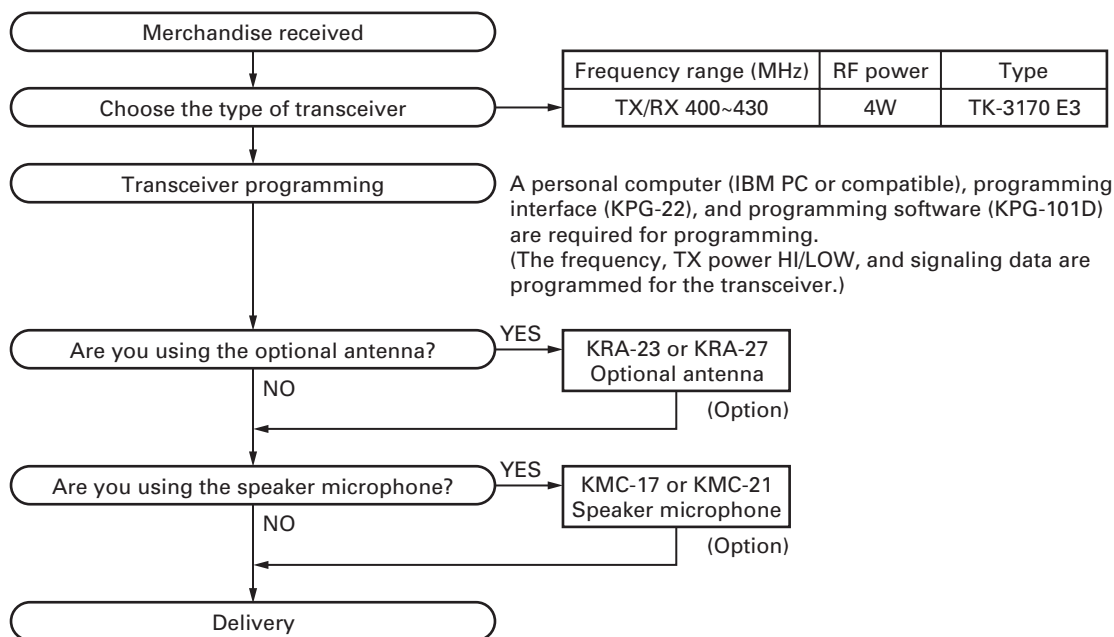 Merchandise received
Choose the type of transceiver
Frequency range (MHz) RF power Type
TX/RX 400~430 4W TK-3170 E3
Transceiver programming
A personal computer (IBM PC or compatible), programming
interface (KPG-22), and programming software (KPG-101D)
are required for programming.
(The frequency, TX power HI/LOW, and signaling data are
programmed for the transceiver.)
Are you using the optional antenna?
YES
KRA-23 or KRA-27
Optional antenna
(Option)
NO
Are you using the speaker microphone?
YES
KMC-17 or KMC-21
Speaker microphone
(Option)
NO
Delivery